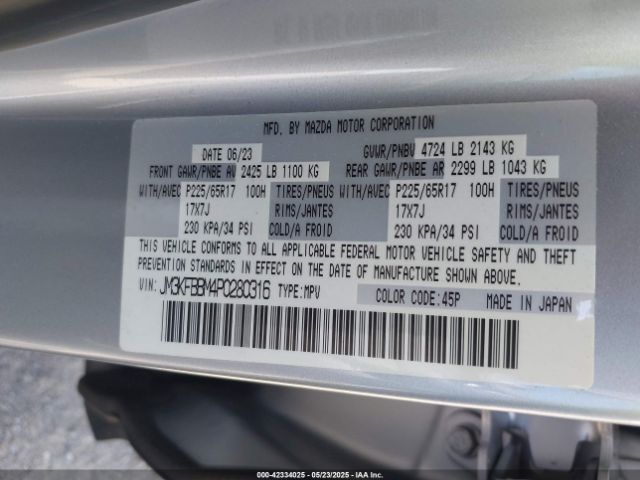 MFD. BY MAZDA MOTOR CORPORATION
DATE 06/23 GVWR/PNBV 4724 LB 2143 KG
FRONT GAWR/PNBE AV 2425 LB 1100 KG REAR GAWR/PNBE AR 2299 LB 1043 KG
WITH/AVEC P225/65R17 100H TIRES/PNEUS WITH/AVEC P225/65R17 100H TIRES/PNEUS
17X7J RIMS/JANTES 17X7J RIMS/JANTES
230 KPA/34 PSI COLD/A FROID 230 KPA/34 PSI COLD/A FROID
THIS VEHICLE CONFORMS TO ALL APPLICABLE FEDERAL MOTOR VEHICLE SAFETY AND THEFT
PREVENTION STANDARDS IN EFFECT ON THE DATE OF MANUFACTURE SHOWN ABOVE.
VIN: JM3KFBBM4P0280316 TYPE:MPV COLOR CODE:45P MADE IN JAPAN
00-42334025 - 05/23/2025 - Copyright © 2025 IAA, Inc.